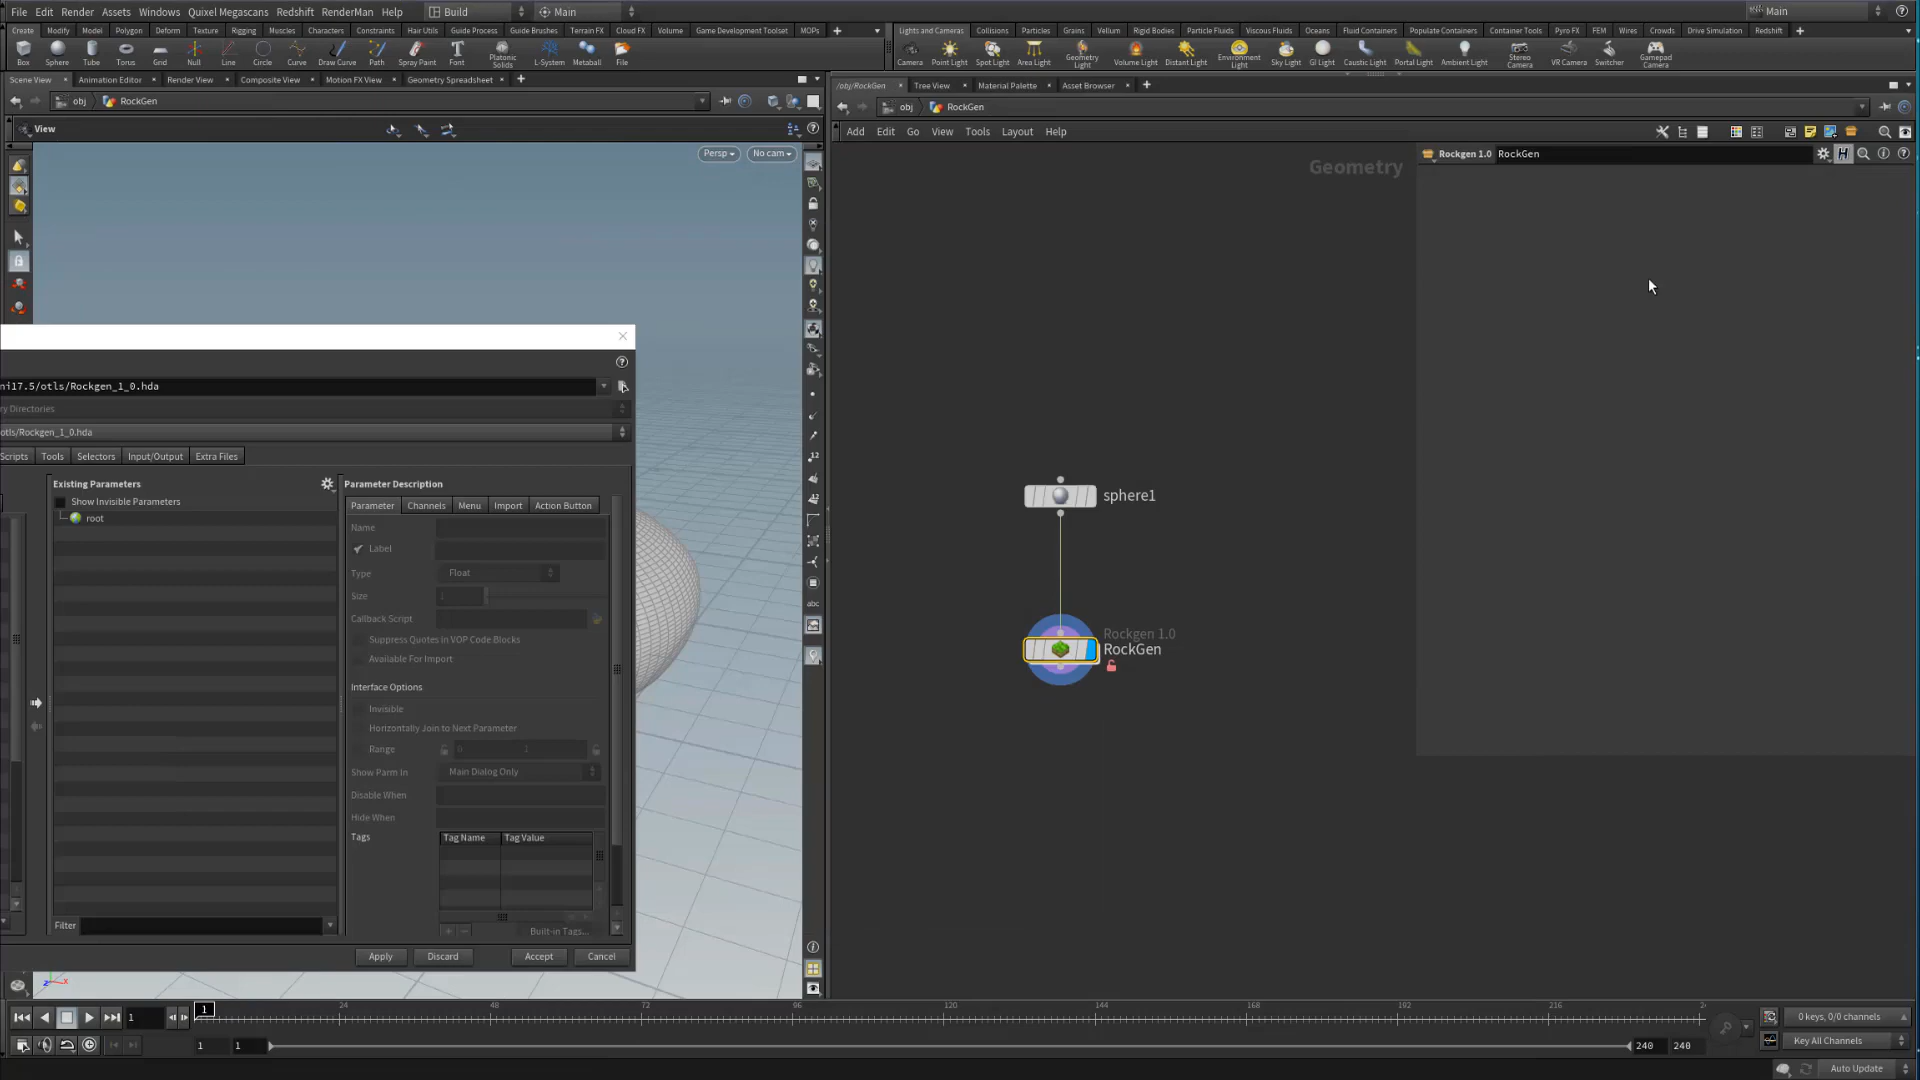 File Edit Render Assets Windows Quixel Megascans Redshift RenderMan Help Build Main Main
Create Modify Model Polygon Deform Texture Rigging Muscles Characters Constraints Hair Utils Guide Process Guide Brushes Terrain FX Cloud FX Volume Game Development Toolset MOPs
Lights and Cameras Collisions Particles Grains Vellum Rigid Bodies Particle Fluids Viscous Fluids Oceans Fluid Containers Populate Containers Container Tools Pyro FX FEM Wires Crowds Drive Simulation Redshift
Box Sphere Tube Torus Grid Null Line Circle Curve Draw Curve Path Spray Paint Font Platonic Solids L-System Metaball File
Camera Point Light Spot Light Area Light Geometry Light Volume Light Distant Light Environment Light Sky Light GI Light Caustic Light Portal Light Ambient Light Stereo Camera VR Camera Switcher Gamepad Camera
Scene View Animation Editor Render View Composite View Motion FX View Geometry Spreadsheet
/obj/RockGen Tree View Material Palette Asset Browser
obj RockGen
obj RockGen
View
Add Edit Go View Tools Layout Help
Persp No cam
Geometry
Rockgen 1.0 RockGen
ni17.5/otls/Rockgen_1_0.hda
ry Directories
otls/Rockgen_1_0.hda
Scripts Tools Selectors Input/Output Extra Files
Existing Parameters
Show Invisible Parameters
root
Filter
Parameter Description
Parameter Channels Menu Import Action Button
Name
Label
Type Float
Size 1
Callback Script
Suppress Quotes in VOP Code Blocks
Available For Import
Interface Options
Invisible
Horizontally Join to Next Parameter
Range 0 1
Show Parm In Main Dialog Only
Disable When
Hide When
Tags Tag Name Tag Value
Built-in Tags...
Apply Discard Accept Cancel
sphere1
Rockgen 1.0
RockGen
abc
1 1 24 48 72 96 120 144 168 192 216
0 keys, 0/0 channels
1 1 240 240
Key All Channels
Auto Update